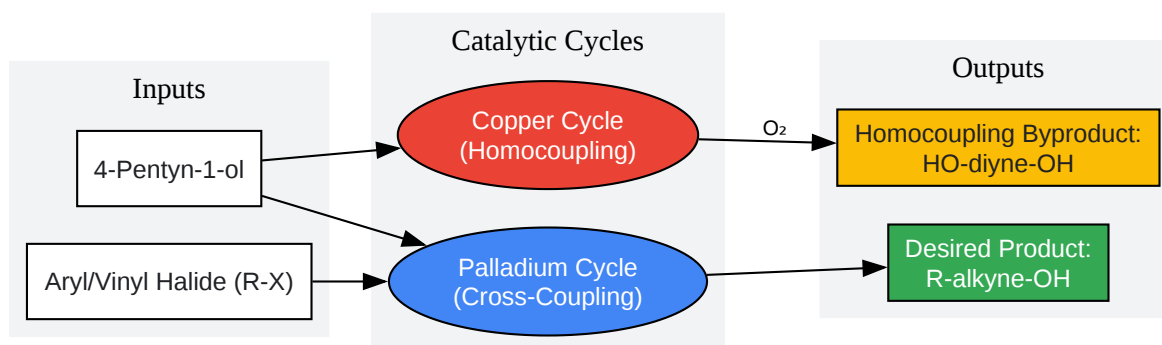 Inputs
4-Pentyn-1-ol
Aryl/Vinyl Halide (R-X)
Catalytic Cycles
Copper Cycle
(Homocoupling)
Palladium Cycle
(Cross-Coupling)
O₂
Outputs
Homocoupling Byproduct:
HO-diyne-OH
Desired Product:
R-alkyne-OH